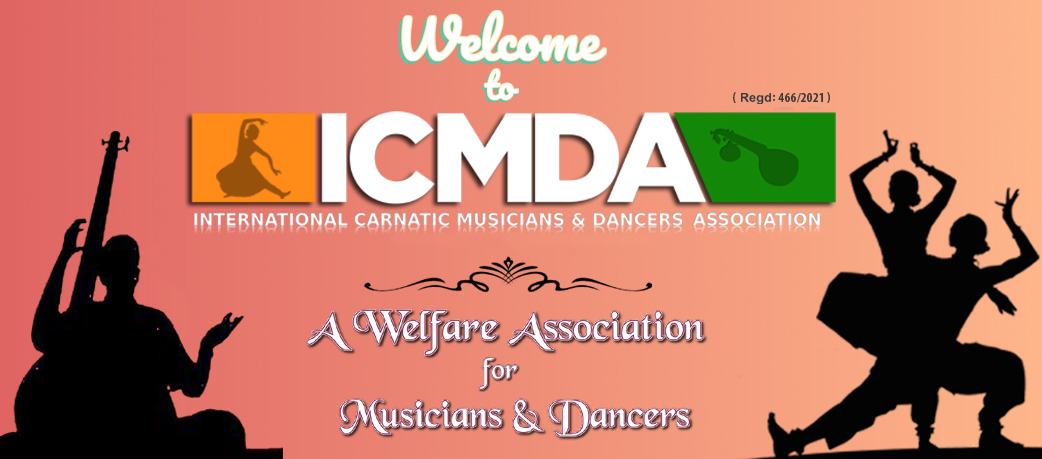 Welcome
to
( Regd: 466/2021 )
ICMDA
INTERNATIONAL CARNATIC MUSICIANS & DANCERS ASSOCIATION
A Welfare Association
for
Musicians & Dancers